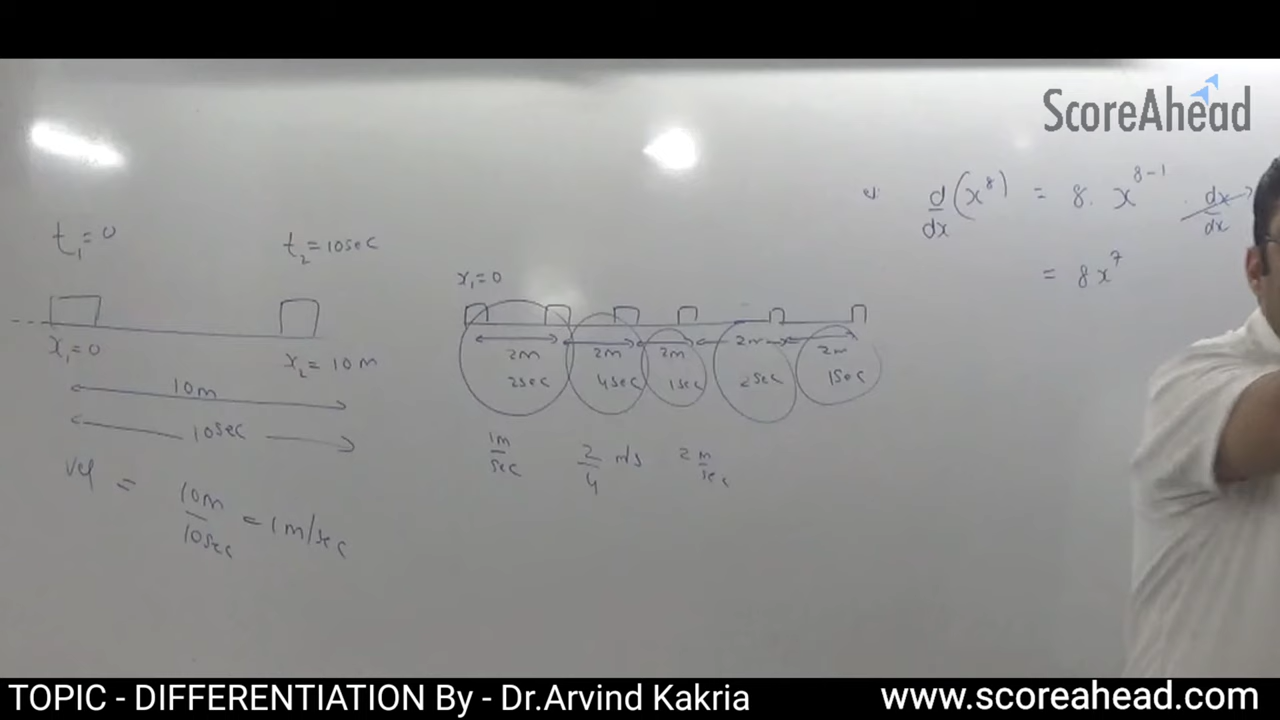 ScoreAhead
t₁=0
t₂=10sec
x₁=0
x₂=10m
10m
10sec
vel = 10m/10sec = 1m/sec
x₁=0
2m 2m 2m 2m 2m
2sec 4sec 1sec 2sec 1sec
1m/sec 2/4 m/s 2 m/sec
d/dx (x⁸) = 8. x⁸⁻¹ . dx/dx
= 8x⁷
TOPIC - DIFFERENTIATION By - Dr.Arvind Kakria
www.scoreahead.com